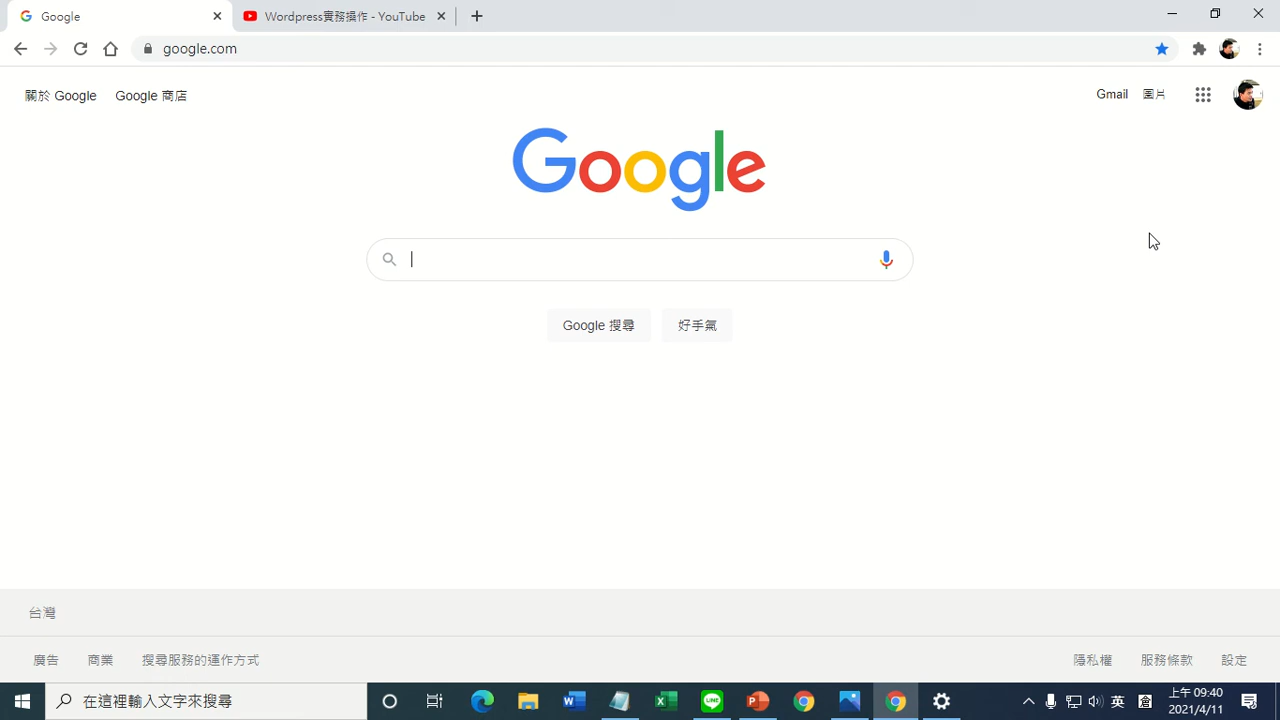 Google
Wordpress實務操作 - YouTube
google.com
關於 Google
Google 商店
Gmail
圖片
Google
Google 搜尋
好手氣
台灣
廣告
商業
搜尋服務的運作方式
隱私權
服務條款
設定
在這裡輸入文字來搜尋
英
倉
上午 09:40
2021/4/11